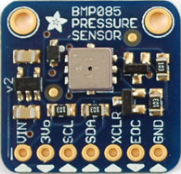 BMP085
PRESSURE
SENSOR
v2
VIN
3Vo
SCL
SDA
XCLR
EOC
GND